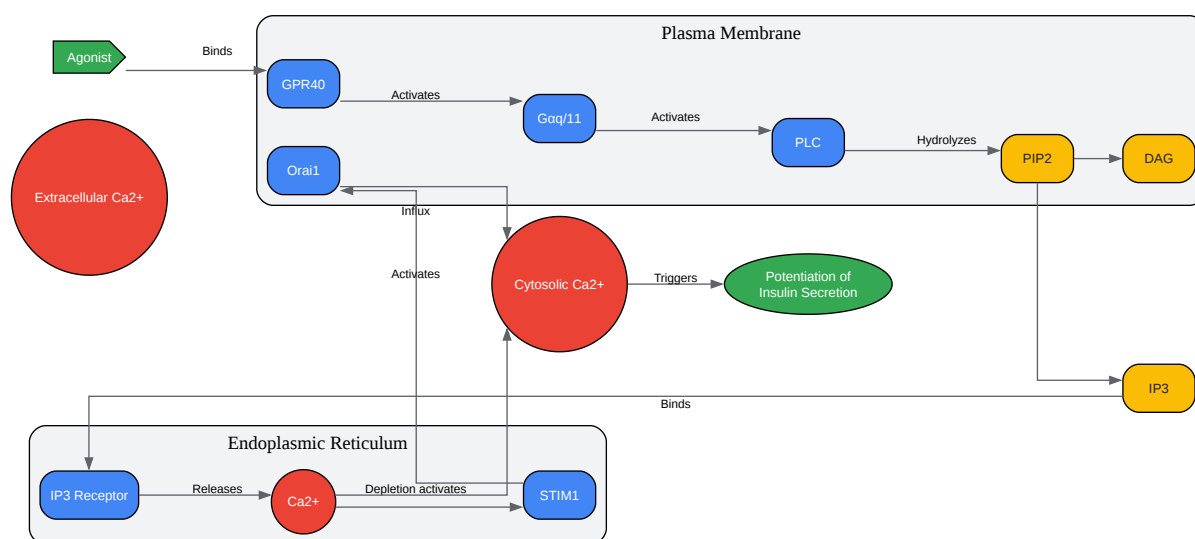 Plasma Membrane
Agonist
Binds
GPR40
Activates
Gαq/11
Activates
PLC
Hydrolyzes
PIP2
DAG
Orai1
Extracellular Ca2+
Influx
Activates
Cytosolic Ca2+
Triggers
Potentiation of
Insulin Secretion
IP3
Binds
Endoplasmic Reticulum
IP3 Receptor
Releases
Ca2+
Depletion activates
STIM1